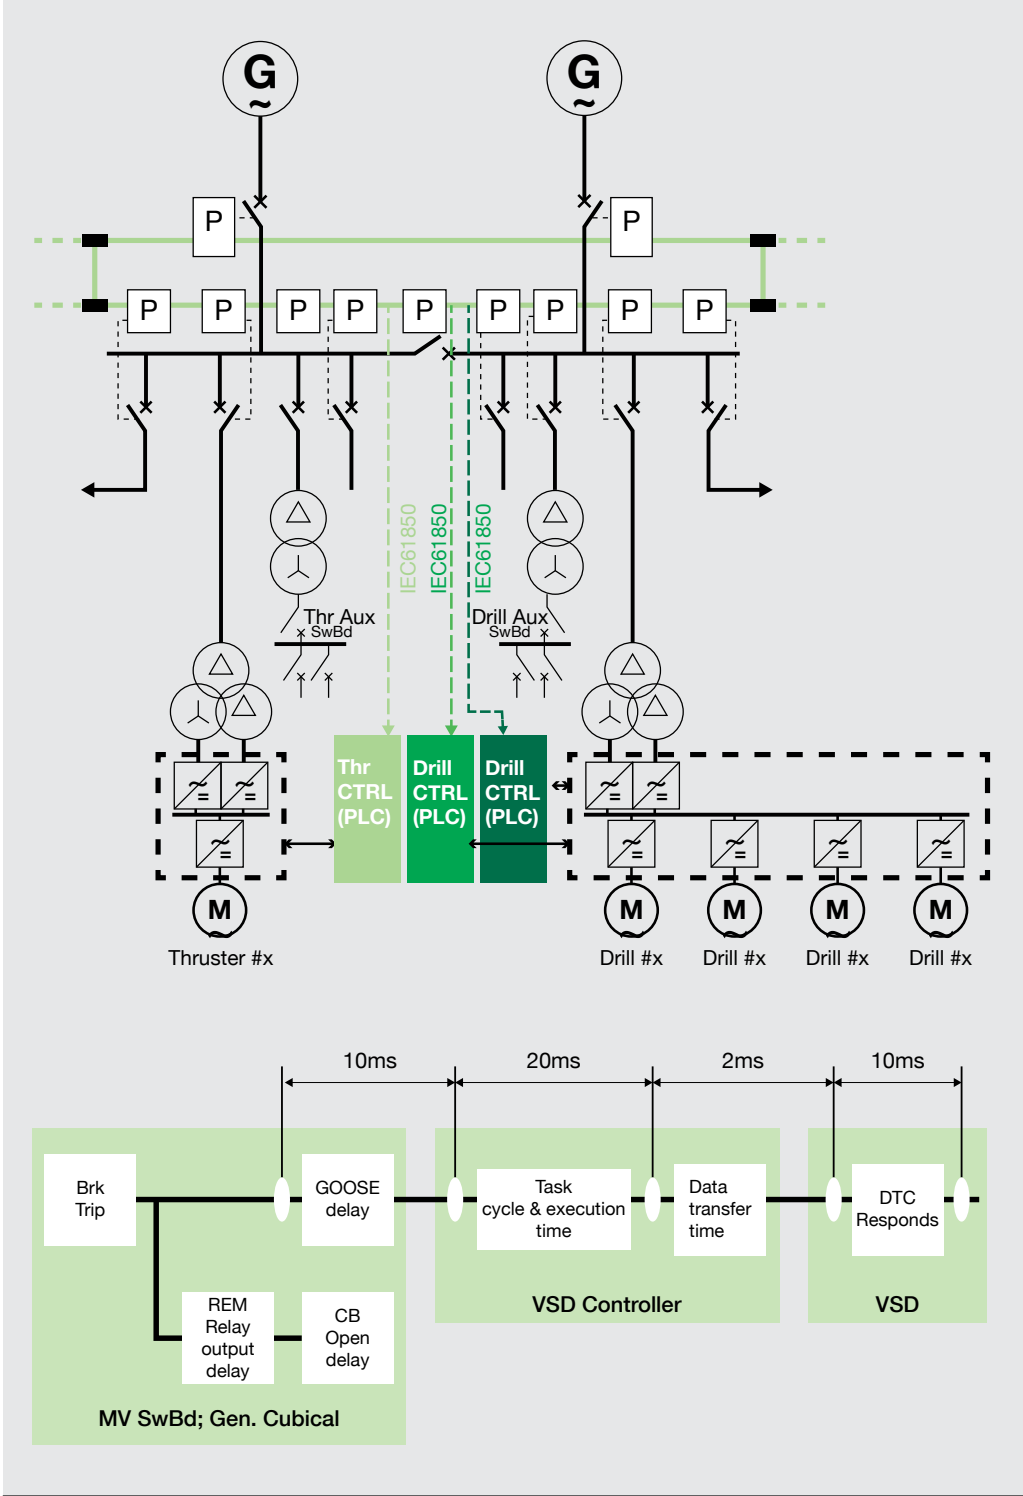 G
G
P
P
P
P
P
P
P
P
P
P
P
IEC61850
IEC61850
IEC61850
Thr Aux
SwBd
Drill Aux
SwBd
Thr
CTRL
(PLC)
Drill
CTRL
(PLC)
Drill
CTRL
(PLC)
M
M
M
M
M
Thruster #x
Drill #x
Drill #x
Drill #x
Drill #x
10ms
20ms
2ms
10ms
Brk
Trip
GOOSE
delay
Task
cycle & execution
time
Data
transfer
time
DTC
Responds
REM
Relay
output
delay
CB
Open
delay
VSD Controller
VSD
MV SwBd; Gen. Cubical